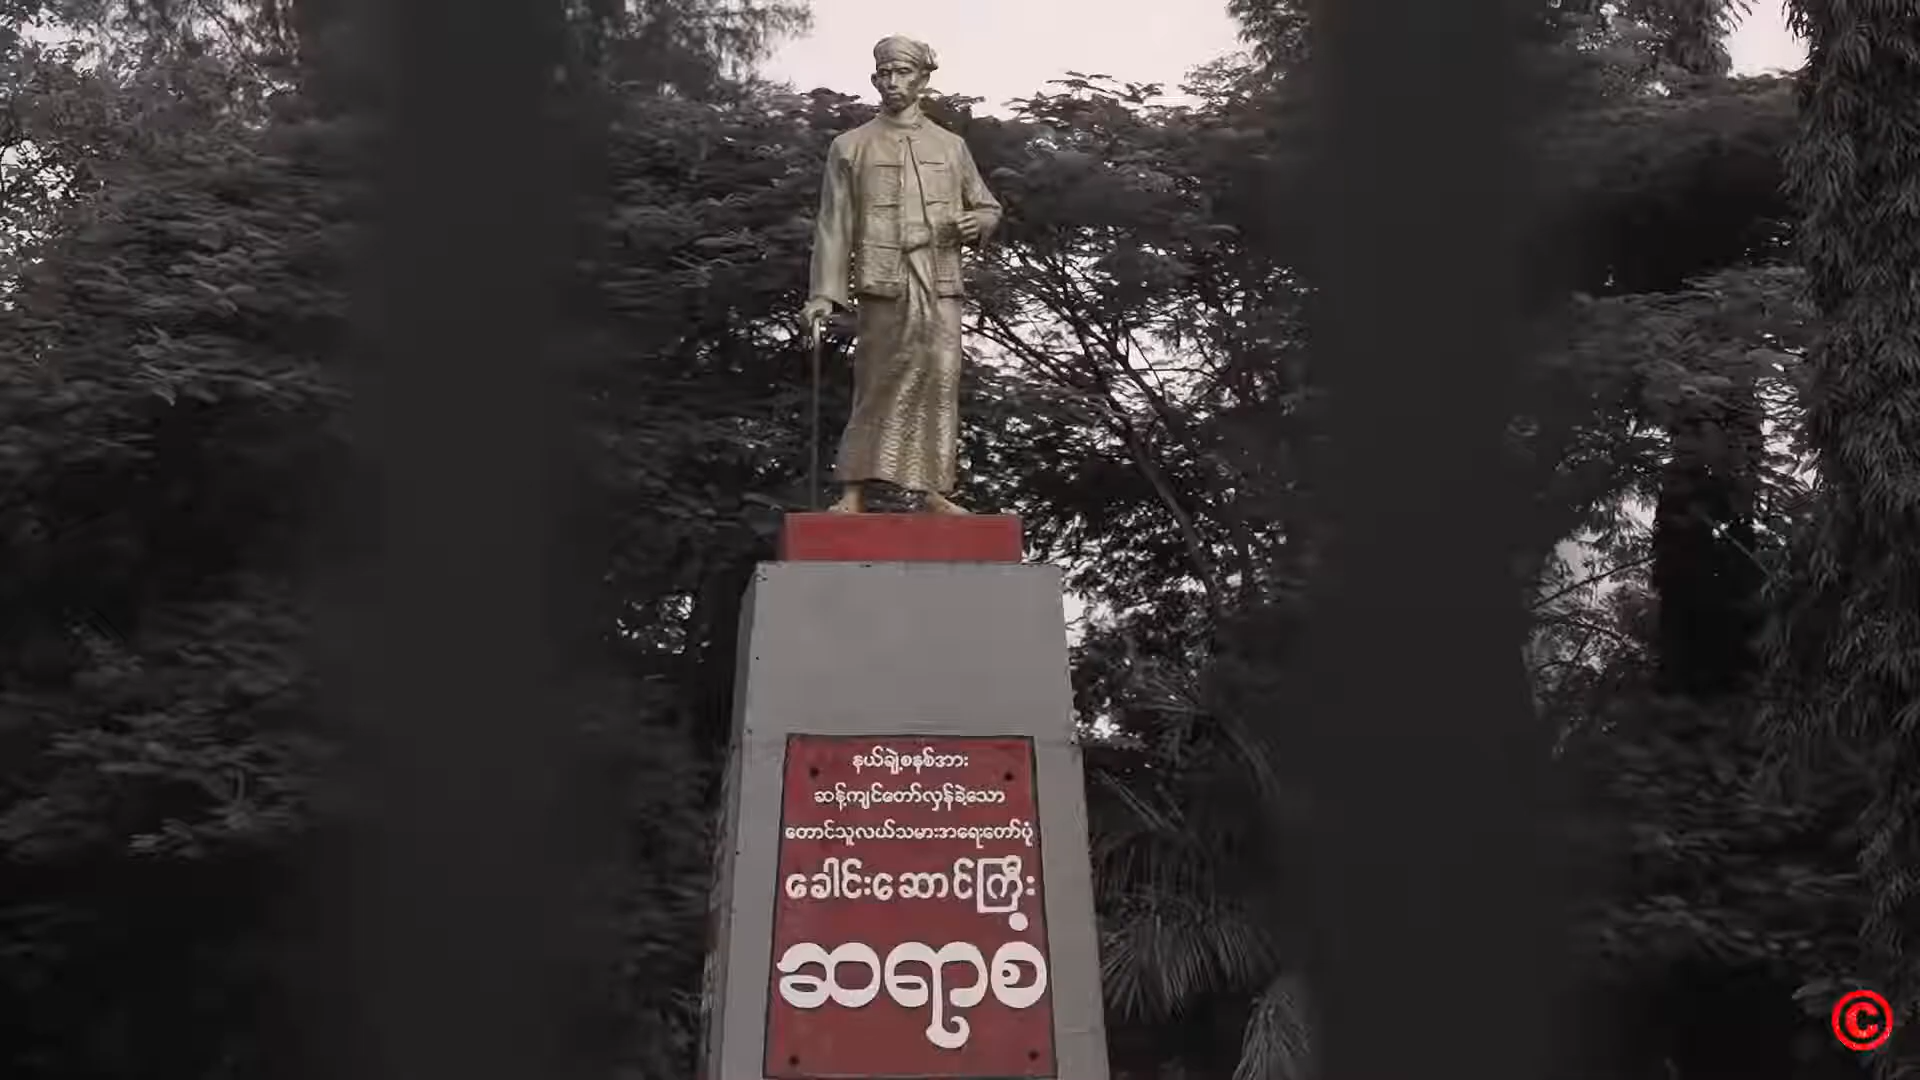 နယ်ချဲ့စနစ်အား
ဆန့်ကျင်တော်လှန်ခဲ့သော
တောင်သူလယ်သမားအရေးတော်ပုံ
ခေါင်းဆောင်ကြီး
ဆရာစံ
©